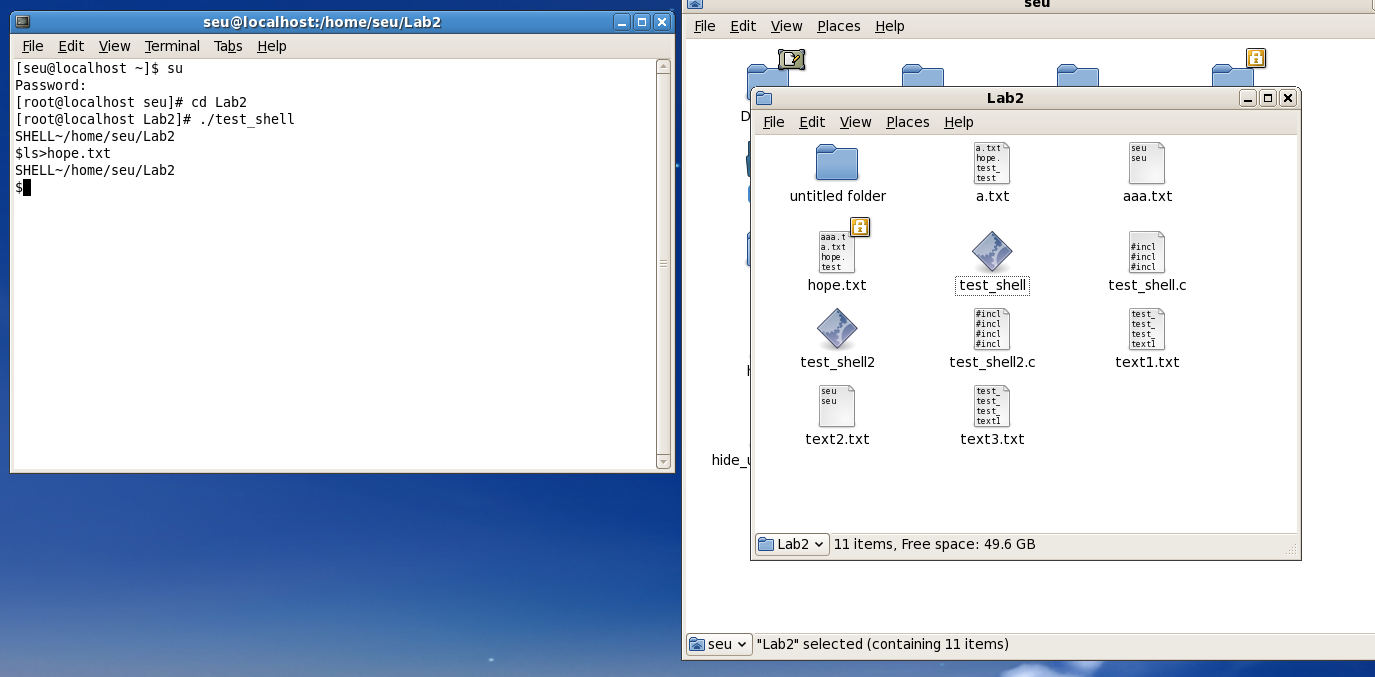 seu@localhost:/home/seu/Lab2
File Edit View Terminal Tabs Help
[seu@localhost ~]$ su
Password:
[root@localhost seu]# cd Lab2
[root@localhost Lab2]# ./test_shell
SHELL~/home/seu/Lab2
$ls>hope.txt
SHELL~/home/seu/Lab2
$
seu
File Edit View Places Help
D
hide_u
Lab2
File Edit View Places Help
untitled folder
a.txt
hope.
test_
test
a.txt
seu
seu
aaa.txt
aaa.t
a.txt
hope.
test
hope.txt
test_shell
#incl
#incl
#incl
test_shell.c
test_shell2
#incl
#incl
#incl
#incl
test_shell2.c
test_
test_
test_
text1
text1.txt
seu
seu
text2.txt
test_
test_
test_
text1
text3.txt
Lab2 11 items, Free space: 49.6 GB
seu "Lab2" selected (containing 11 items)